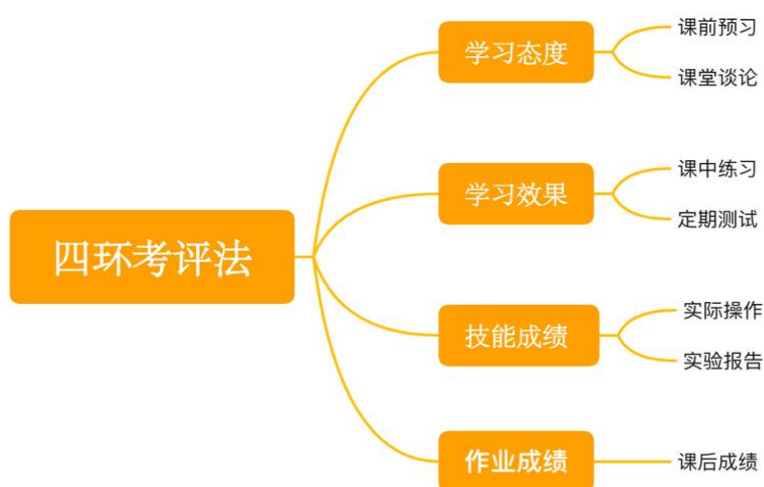 四环考评法
学习态度
课前预习
课堂谈论
学习效果
课中练习
定期测试
技能成绩
实际操作
实验报告
作业成绩
课后成绩